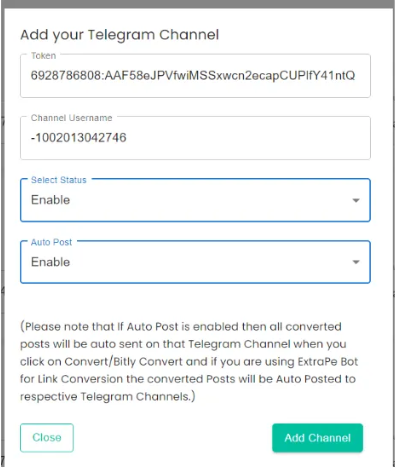 Add your Telegram Channel
Token
6928786808:AAF58eJPVfwiMSSxwcn2ecapCUPIfY41ntQ
Channel Username
-1002013042746
Select Status
Enable
Auto Post
Enable
(Please note that If Auto Post is enabled then all converted
posts will be auto sent on that Telegram Channel when you
click on Convert/Bitly Convert and if you are using ExtraPe Bot
for Link Conversion the converted Posts will be Auto Posted to
respective Telegram Channels.)
Close
Add Channel